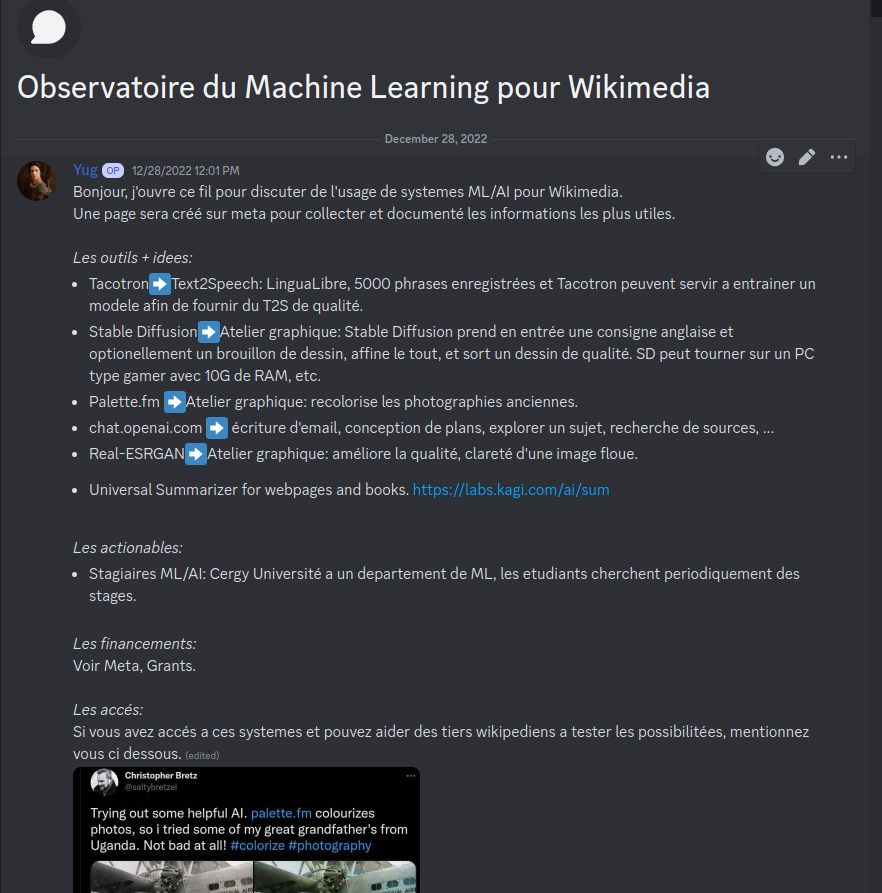 Observatoire du Machine Learning pour Wikimedia
December 28, 2022
Yug OP 12/28/2022 12:01 PM
Bonjour, j'ouvre ce fil pour discuter de l'usage de systemes ML/AI pour Wikimedia.
Une page sera créé sur meta pour collecter et documenté les informations les plus utiles.
Les outils + idees:
• Tacotron➡Text2Speech: LinguaLibre, 5000 phrases enregistrées et Tacotron peuvent servir a entrainer un
modele afin de fournir du T2S de qualité.
• Stable Diffusion➡Atelier graphique: Stable Diffusion prend en entrée une consigne anglaise et
optionellement un brouillon de dessin, affine le tout, et sort un dessin de qualité. SD peut tourner sur un PC
type gamer avec 10G de RAM, etc.
• Palette.fm ➡Atelier graphique: recolorise les photographies anciennes.
• chat.openai.com ➡ écriture d'email, conception de plans, explorer un sujet, recherche de sources, ...
• Real-ESRGAN➡Atelier graphique: améliore la qualité, clareté d'une image floue.
• Universal Summarizer for webpages and books. https://labs.kagi.com/ai/sum
Les actionables:
• Stagiaires ML/AI: Cergy Université a un departement de ML, les etudiants cherchent periodiquement des
stages.
Les financements:
Voir Meta, Grants.
Les accés:
Si vous avez accés a ces systemes et pouvez aider des tiers wikipediens a tester les possibilitées, mentionnez
vous ci dessous. (edited)
Christopher Bretz
@saltybretzel
Trying out some helpful AI. palette.fm colourizes
photos, so i tried some of my great grandfather's from
Uganda. Not bad at all! #colorize #photography